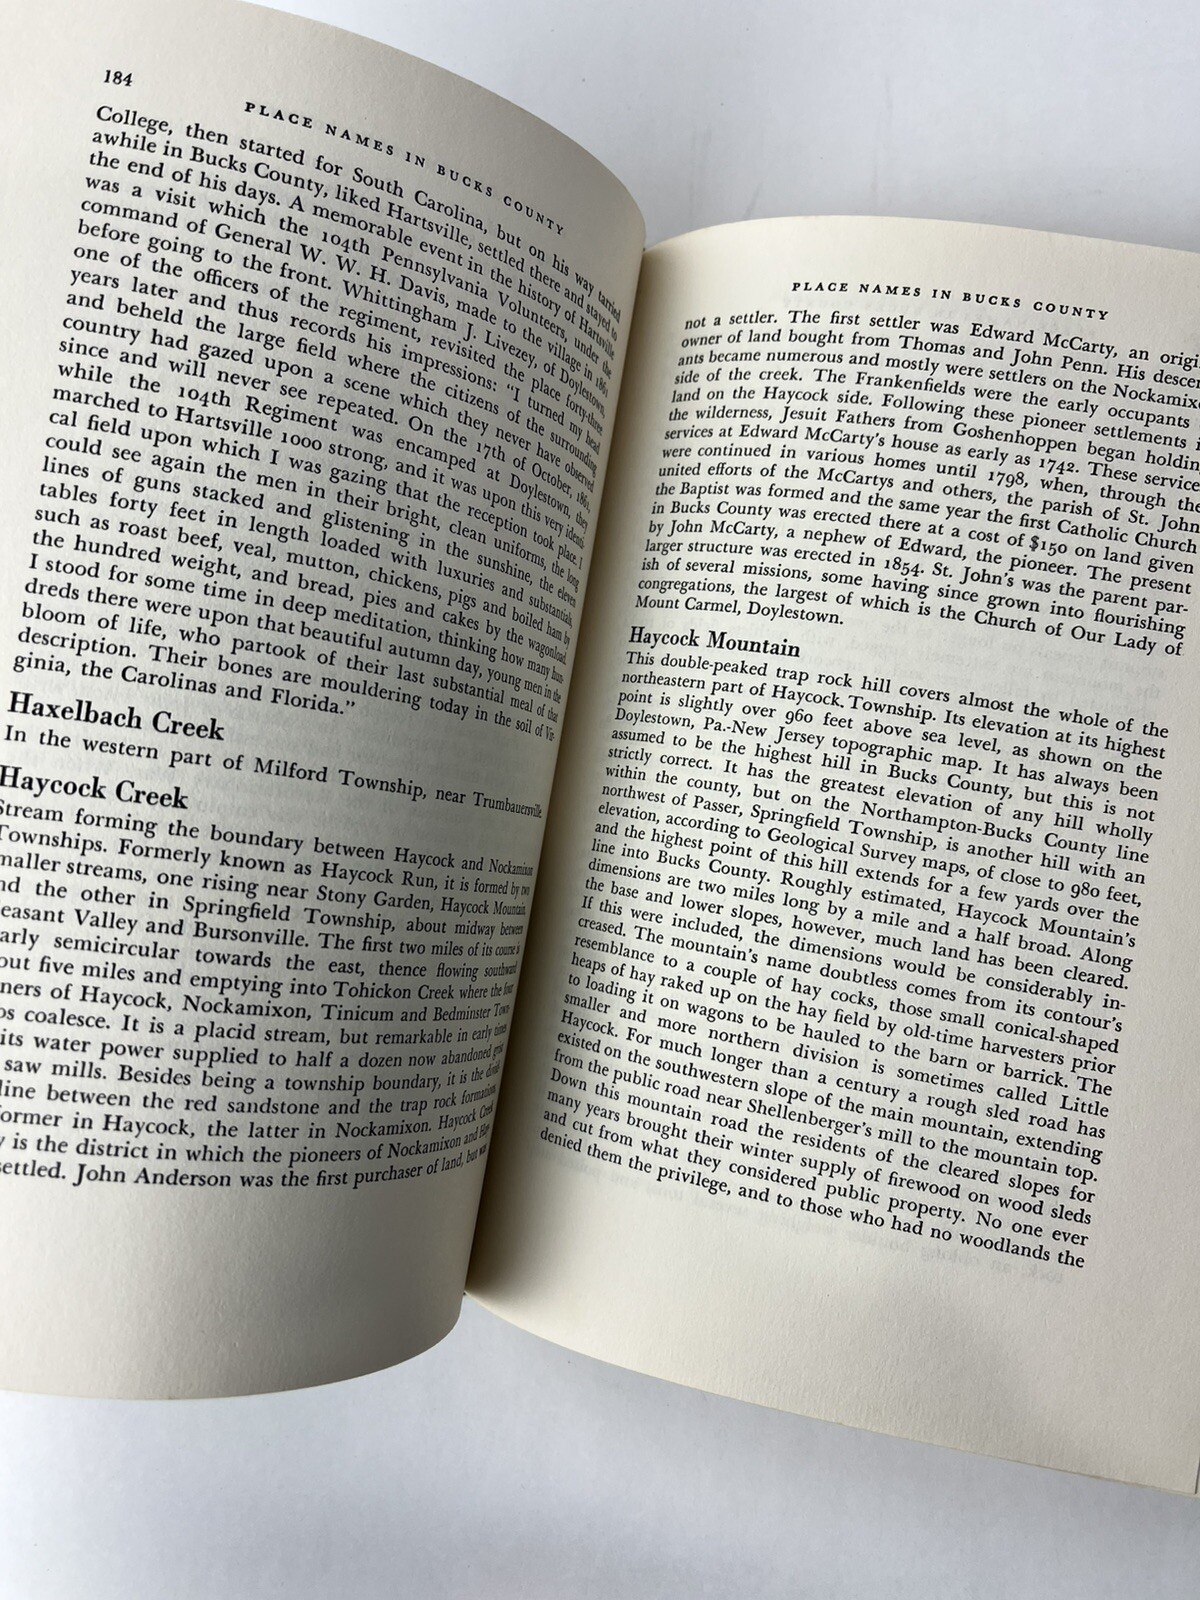 184
PLACE NAMES IN BUCKS COUNTY
College, then started for South Carolina, but on his way tarried
awhile in Bucks County, liked Hartsville, settled there and stayed to
the end of his days. A memorable event in the history of Hartsville
was a visit which the 104th Pennsylvania Volunteers, under the
command of General W. W. H. Davis, made to the village in 1861
before going to the front. Whittingham J. Livezey, of Doylestown,
one of the officers of the regiment, revisited the place forty-three
years later and thus records his impressions: "I turned my head
and beheld the large field where the citizens of the surrounding
country had gazed upon a scene which they never have observed
since and will never see repeated. On the 17th of October, 1861,
while the 104th Regiment was encamped at Doylestown, they
marched to Hartsville 1000 strong, and it was upon this very identi-
cal field upon which I was gazing that the reception took place. I
could see again the men in their bright, clean uniforms, the long
lines of guns stacked and glistening in the sunshine, the eleven
tables forty feet in length loaded with luxuries and substantials,
such as roast beef, veal, mutton, chickens, pigs and boiled ham by
the hundred weight, and bread, pies and cakes by the wagonload.
I stood for some time in deep meditation, thinking how many hun-
dreds there were upon that beautiful autumn day, young men in the
bloom of life, who partook of their last substantial meal of that
description. Their bones are mouldering today in the soil of Vir-
ginia, the Carolinas and Florida."
Haxelbach Creek
In the western part of Milford Township, near Trumbauersville.
Haycock Creek
Stream forming the boundary between Haycock and Nockamixon
Townships. Formerly known as Haycock Run, it is formed by two
maller streams, one rising near Stony Garden, Haycock Mountain,
nd the other in Springfield Township, about midway between
easant Valley and Bursonville. The first two miles of its course is
arly semicircular towards the east, thence flowing southward
out five miles and emptying into Tohickon Creek where the four
ners of Haycock, Nockamixon, Tinicum and Bedminster Town-
ps coalesce. It is a placid stream, but remarkable in early times
its water power supplied to half a dozen now abandoned
saw mills. Besides being a township boundary, it is the
line between the red sandstone and the trap rock
former in Haycock, the latter in Nockamixon. Haycock Creek
y is the district in which the pioneers of Nockamixon and
settled. John Anderson was the first purchaser of land, but was
PLACE NAMES IN BUCKS COUNTY
not a settler. The first settler was Edward McCarty, an origi
owner of land bought from Thomas and John Penn. His descen
ants became numerous and mostly were settlers on the Nockamixo
side of the creek. The Frankenfields were the early occupants
land on the Haycock side. Following these pioneer settlements i
the wilderness, Jesuit Fathers from Goshenhoppen began holdin
services at Edward McCarty's house as early as 1742. These service
were continued in various homes until 1798, when, through the
united efforts of the McCartys and others, the parish of St. John
the Baptist was formed and the same year the first Catholic Church
in Bucks County was erected there at a cost of $150 on land given
by John McCarty, a nephew of Edward, the pioneer. The present
larger structure was erected in 1854. St. John's was the parent par-
ish of several missions, some having since grown into flourishing
congregations, the largest of which is the Church of Our Lady of
Mount Carmel, Doylestown.
Haycock Mountain
This double-peaked trap rock hill covers almost the whole of the
northeastern part of Haycock Township. Its elevation at its highest
point is slightly over 960 feet above sea level, as shown on the
Doylestown, Pa.-New Jersey topographic map. It has always been
assumed to be the highest hill in Bucks County, but this is not
strictly correct. It has the greatest elevation of any hill wholly
within the county, but on the Northampton-Bucks County line
northwest of Passer, Springfield Township, is another hill with an
elevation, according to Geological Survey maps, of close to 980 feet,
and the highest point of this hill extends for a few yards over the
line into Bucks County. Roughly estimated, Haycock Mountain's
dimensions are two miles long by a mile and a half broad. Along
the base and lower slopes, however, much land has been cleared.
If this were included, the dimensions would be considerably in-
creased. The mountain's name doubtless comes from its contour's
resemblance to a couple of hay cocks, those small conical-shaped
heaps of hay raked up on the hay field by old-time harvesters prior
to loading it on wagons to be hauled to the barn or barrick. The
smaller and more northern division is sometimes called Little
Haycock. For much longer than a century a rough sled road has
existed on the southwestern slope of the main mountain, extending
from the public road near Shellenberger's mill to the mountain top.
Down this mountain road the residents of the cleared slopes for
many years brought their winter supply of firewood on wood sleds
and cut from what they considered public property. No one ever
denied them the privilege, and to those who had no woodlands the